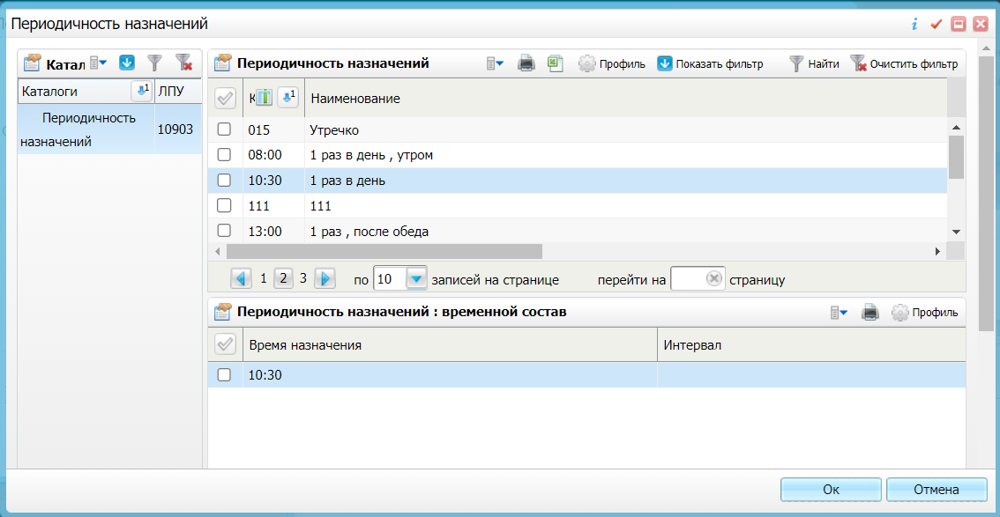 Периодичность назначений
Катал
Каталоги ЛПУ
Периодичность назначений 10903
Периодичность назначений Профиль Показать фильтр Найти Очистить фильтр
К Наименование
015 Утречко
08:00 1 раз в день , утром
10:30 1 раз в день
111 111
13:00 1 раз , после обеда
1 2 3 по 10 записей на странице перейти на страницу
Периодичность назначений : временной состав Профиль
Время назначения Интервал
10:30
Ок Отмена